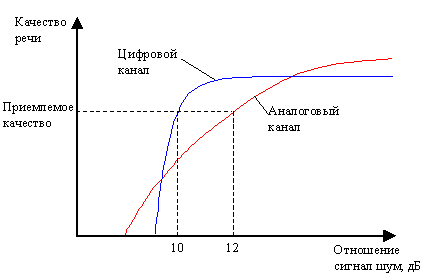 Качество
речи
Цифровой
канал
Приемлемое
качество
Аналоговый
канал
10
12
Отношение
сигнал шум, дБ